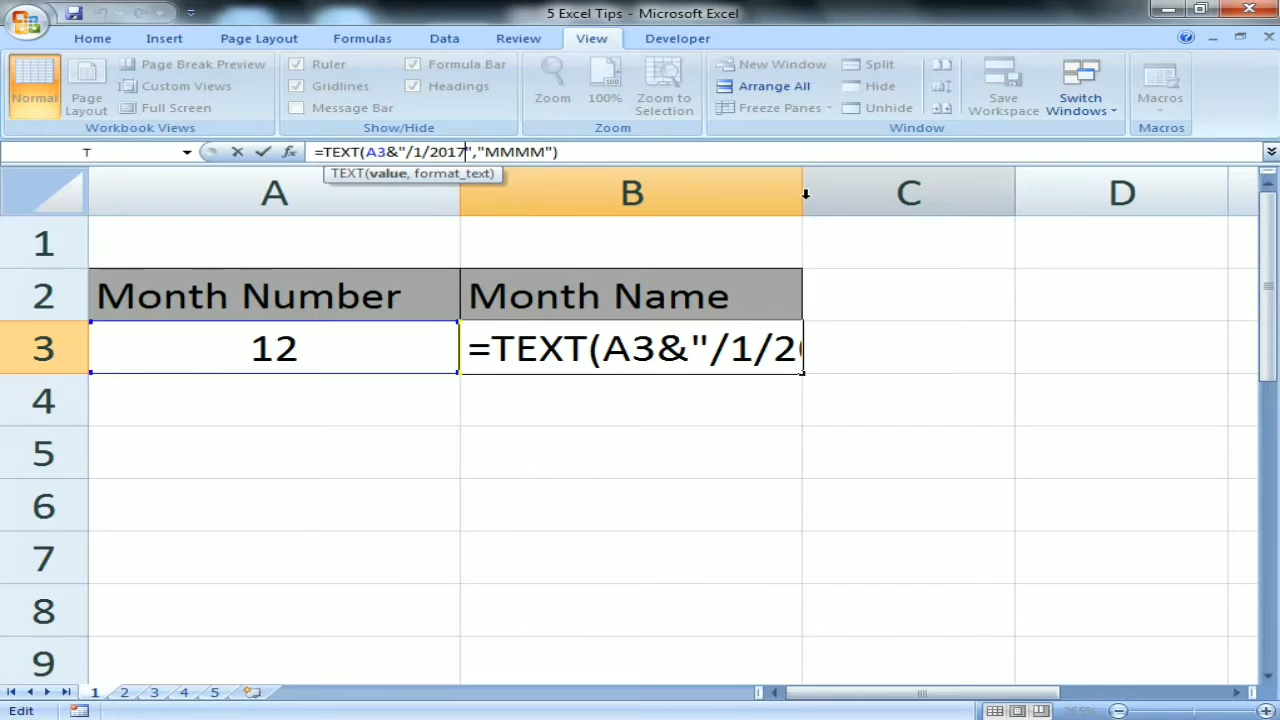 5 Excel Tips - Microsoft Excel
Home Insert Page Layout Formulas Data Review View Developer
Normal
Page Layout
Page Break Preview
Custom Views
Full Screen
Workbook Views
Ruler
Gridlines
Message Bar
Formula Bar
Headings
Show/Hide
Zoom
100%
Zoom to Selection
Zoom
New Window
Arrange All
Freeze Panes
Split
Hide
Unhide
Save Workspace
Switch Windows
Window
Macros
Macros
T
fx
=TEXT(A3&"/1/2017","MMMM")
TEXT(value, format_text)
A B C D
1
2 Month Number Month Name
3 12 =TEXT(A3&"/1/20
4
5
6
7
8
9
1 2 3 4 5
Edit
265%